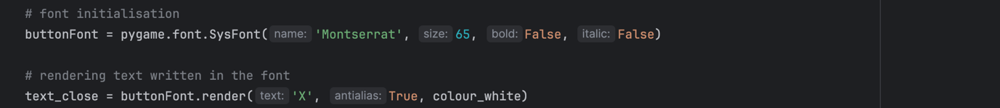 # font initialisation
buttonFont = pygame.font.SysFont( name: 'Montserrat', size: 65, bold: False, italic: False)
# rendering text written in the font
text_close = buttonFont.render( text: 'X', antialias: True, colour_white)